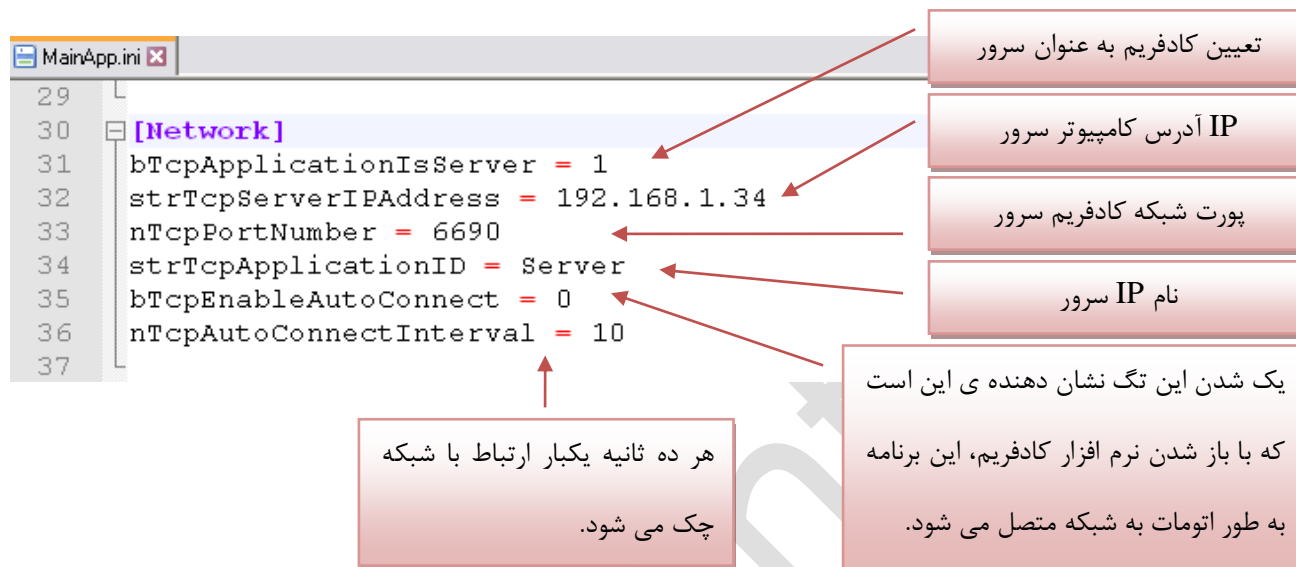 MainApp.ini
29
30 [Network]
31 bTcpApplicationIsServer = 1
32 strTcpServerIPAddress = 192.168.1.34
33 nTcpPortNumber = 6690
34 strTcpApplicationID = Server
35 bTcpEnableAutoConnect = 0
36 nTcpAutoConnectInterval = 10
37
تعیین کادفریم به عنوان سرور
IP آدرس کامپیوتر سرور
پورت شبکه کادفریم سرور
نام IP سرور
یک شدن این تگ نشان دهنده ی این است
که با باز شدن نرم افزار کادفریم، این برنامه
به طور اتومات به شبکه متصل می شود.
هر ده ثانیه یکبار ارتباط با شبکه
چک می شود.